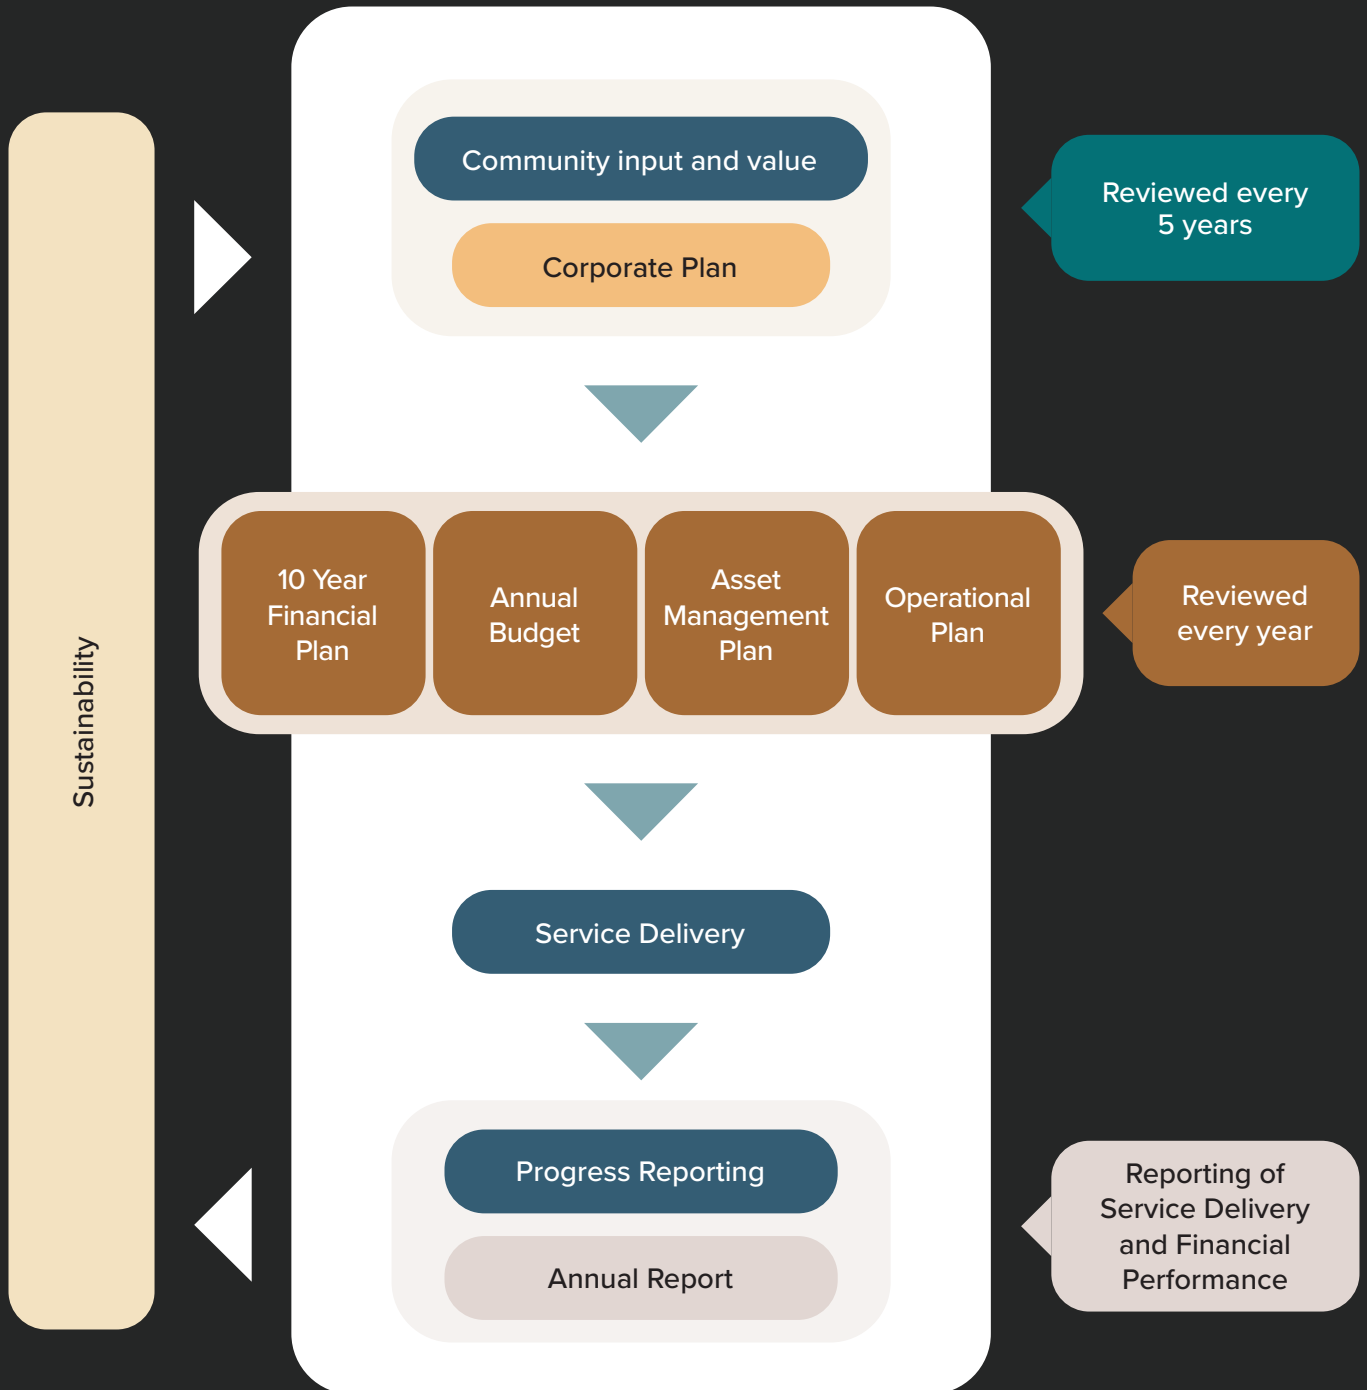 Community input and value
Corporate Plan
Reviewed every
5 years
Sustainability
10 Year
Financial
Plan
Annual
Budget
Asset
Management
Plan
Operational
Plan
Reviewed
every year
Service Delivery
Progress Reporting
Annual Report
Reporting of
Service Delivery
and Financial
Performance